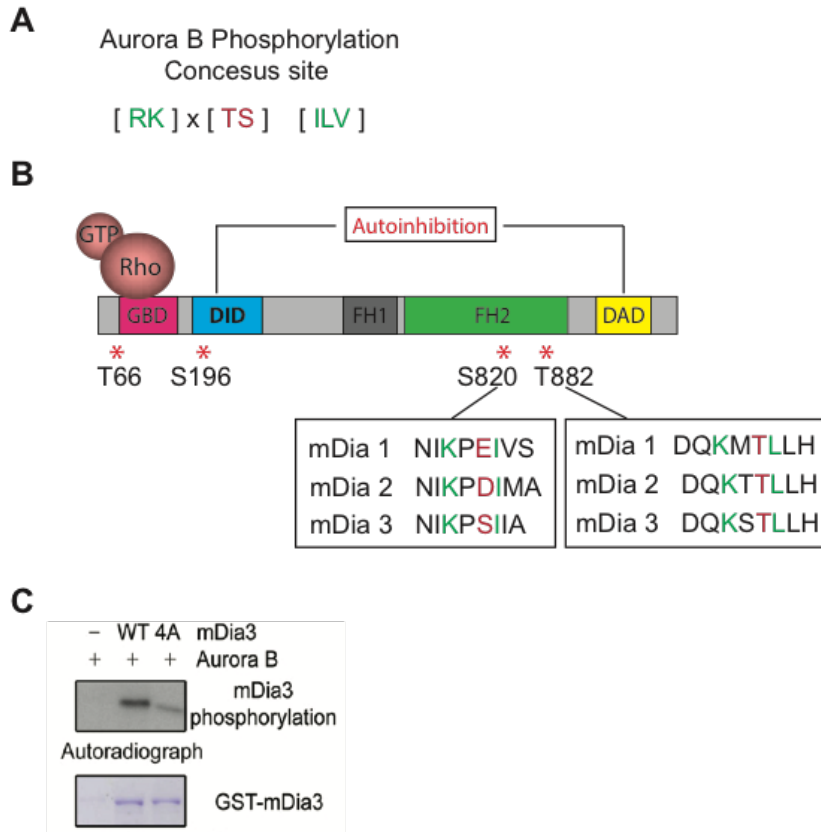 A
Aurora B Phosphorylation
Concesus site
[ RK ] x [ TS ] [ ILV ]
B
Autoinhibition
GTP
Rho
GBD DID FH1 FH2 DAD
* * * *
T66 S196 S820 T882
mDia 1 NIKPEIVS
mDia 2 NIKPDIMA
mDia 3 NIKPSIIA
mDia 1 DQKMTLLH
mDia 2 DQKTTLLH
mDia 3 DQKSTLLH
C
– WT 4A mDia3
+ + + Aurora B
mDia3
phosphorylation
Autoradiograph
GST-mDia3